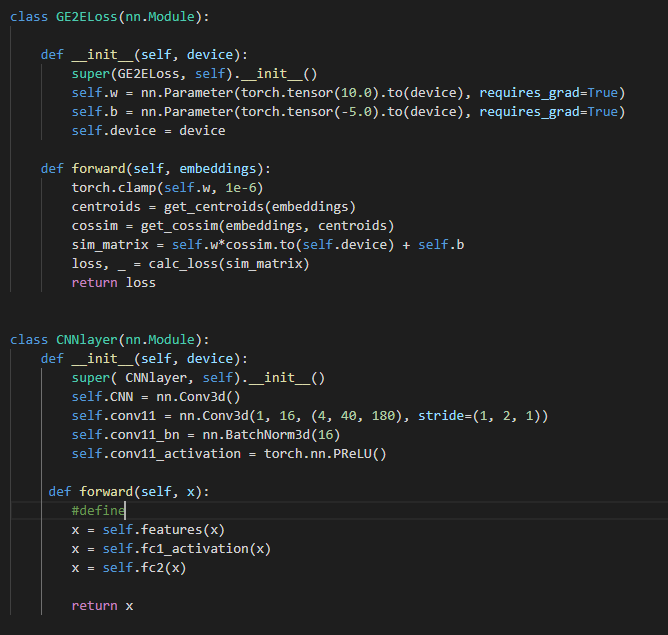 class GE2ELoss(nn.Module):
def __init__(self, device):
super(GE2ELoss, self).__init__()
self.w = nn.Parameter(torch.tensor(10.0).to(device), requires_grad=True)
self.b = nn.Parameter(torch.tensor(-5.0).to(device), requires_grad=True)
self.device = device
def forward(self, embeddings):
torch.clamp(self.w, 1e-6)
centroids = get_centroids(embeddings)
cossim = get_cossim(embeddings, centroids)
sim_matrix = self.w*cossim.to(self.device) + self.b
loss, _ = calc_loss(sim_matrix)
return loss
class CNNlayer(nn.Module):
def __init__(self, device):
super( CNNlayer, self).__init__()
self.CNN = nn.Conv3d()
self.conv11 = nn.Conv3d(1, 16, (4, 40, 180), stride=(1, 2, 1))
self.conv11_bn = nn.BatchNorm3d(16)
self.conv11_activation = torch.nn.PReLU()
def forward(self, x):
#define
x = self.features(x)
x = self.fc1_activation(x)
x = self.fc2(x)
return x